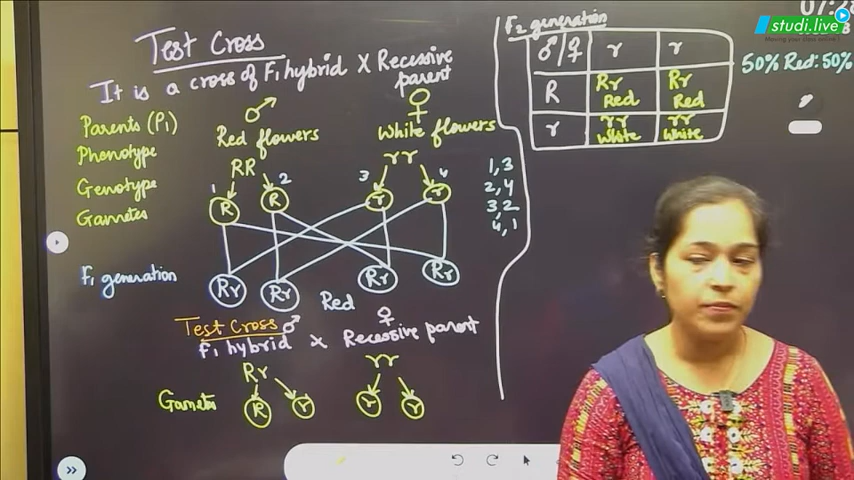 Test Cross
It is a cross of F1 hybrid X Recessive parent
Parents (P1) ♂ ♀
Phenotype Red flowers White flowers
Genotype RR rr
Gametes 1 R 2 R 3 r 4 r
1,3
2,4
3,2
4,1
F1 generation Rr Rr Rr Rr
Red
Test Cross
♂ ♀
F1 hybrid x Recessive parent
Rr rr
Gametes R r r r
F2 generation
♂/♀ r r
R Rr Red Rr Red
r rr White rr White
50% Red: 50%
studi.live